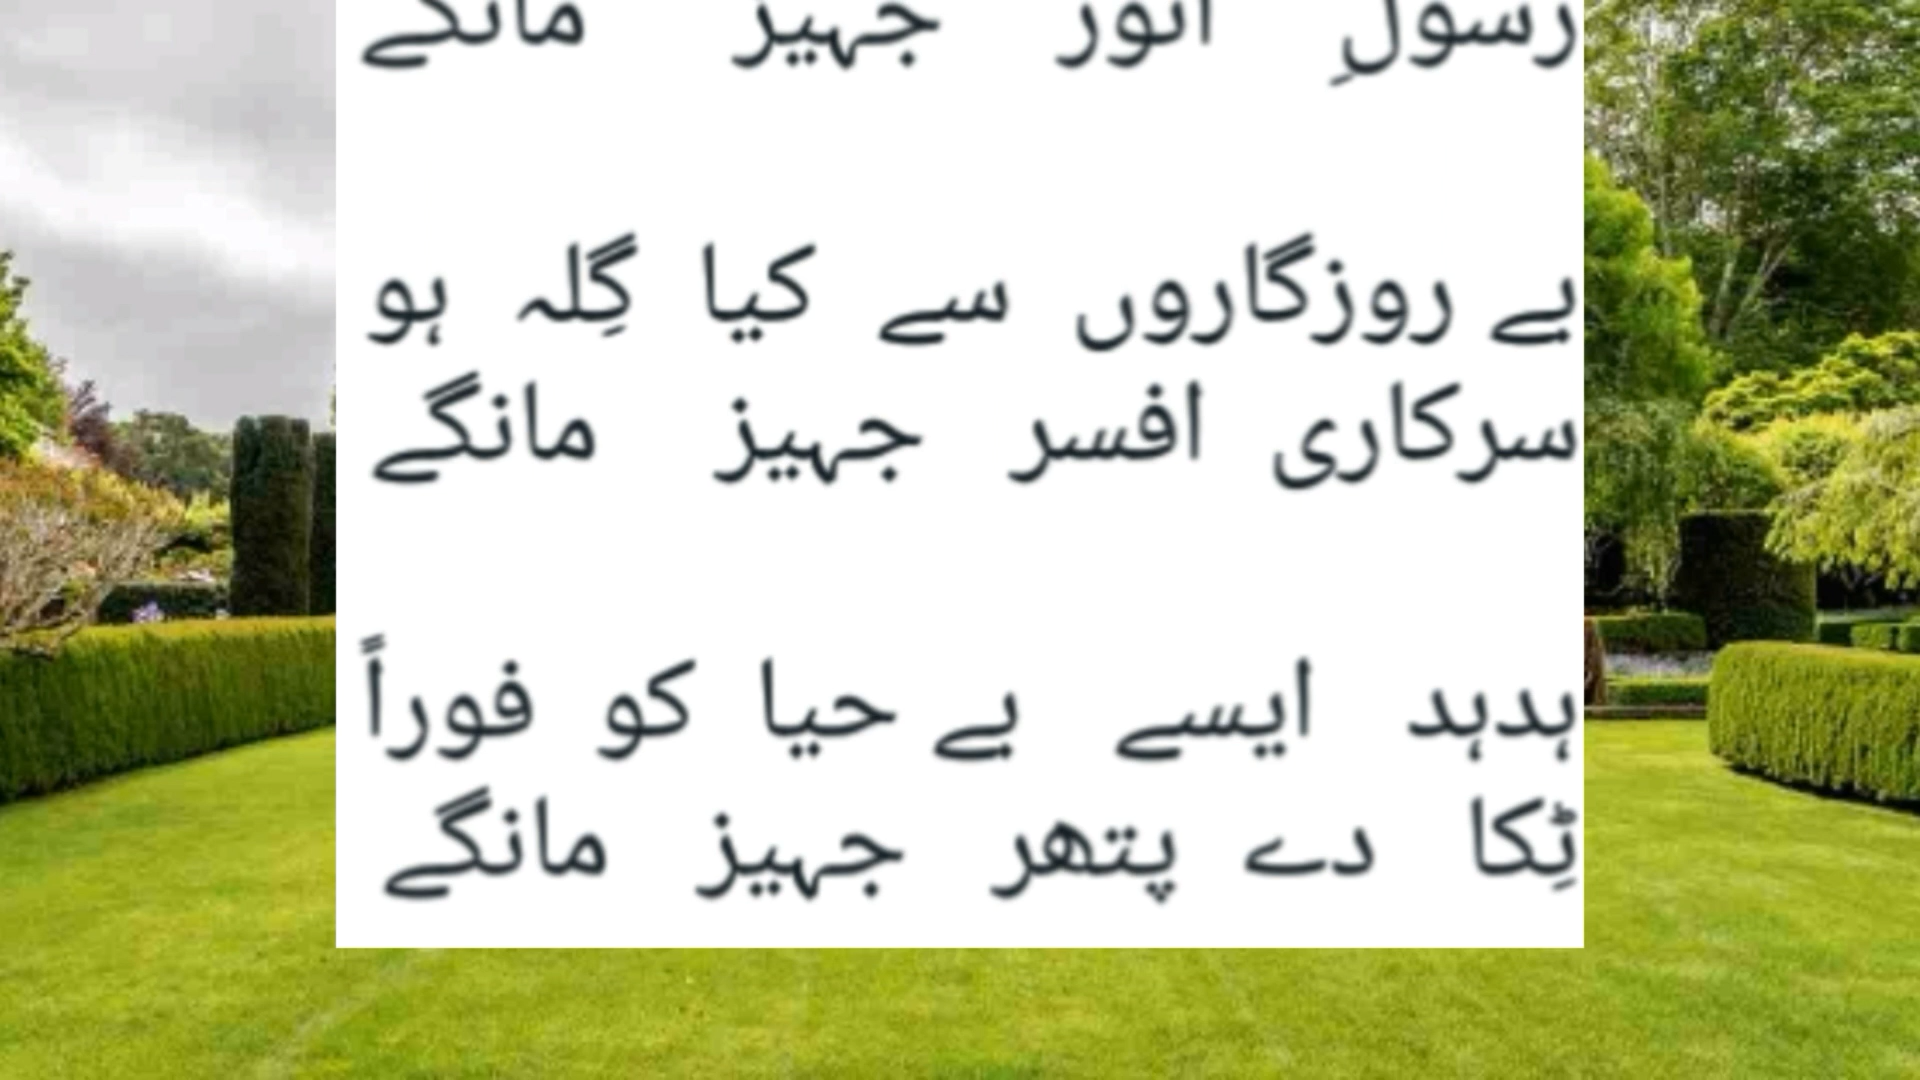 رسولِ انور جہیز مانگے
بے روزگاروں سے کیا گِلہ ہو
سرکاری افسر جہیز مانگے
ہدہد ایسے بے حیا کو فوراً
ٹِکا دے پتھر جہیز مانگے